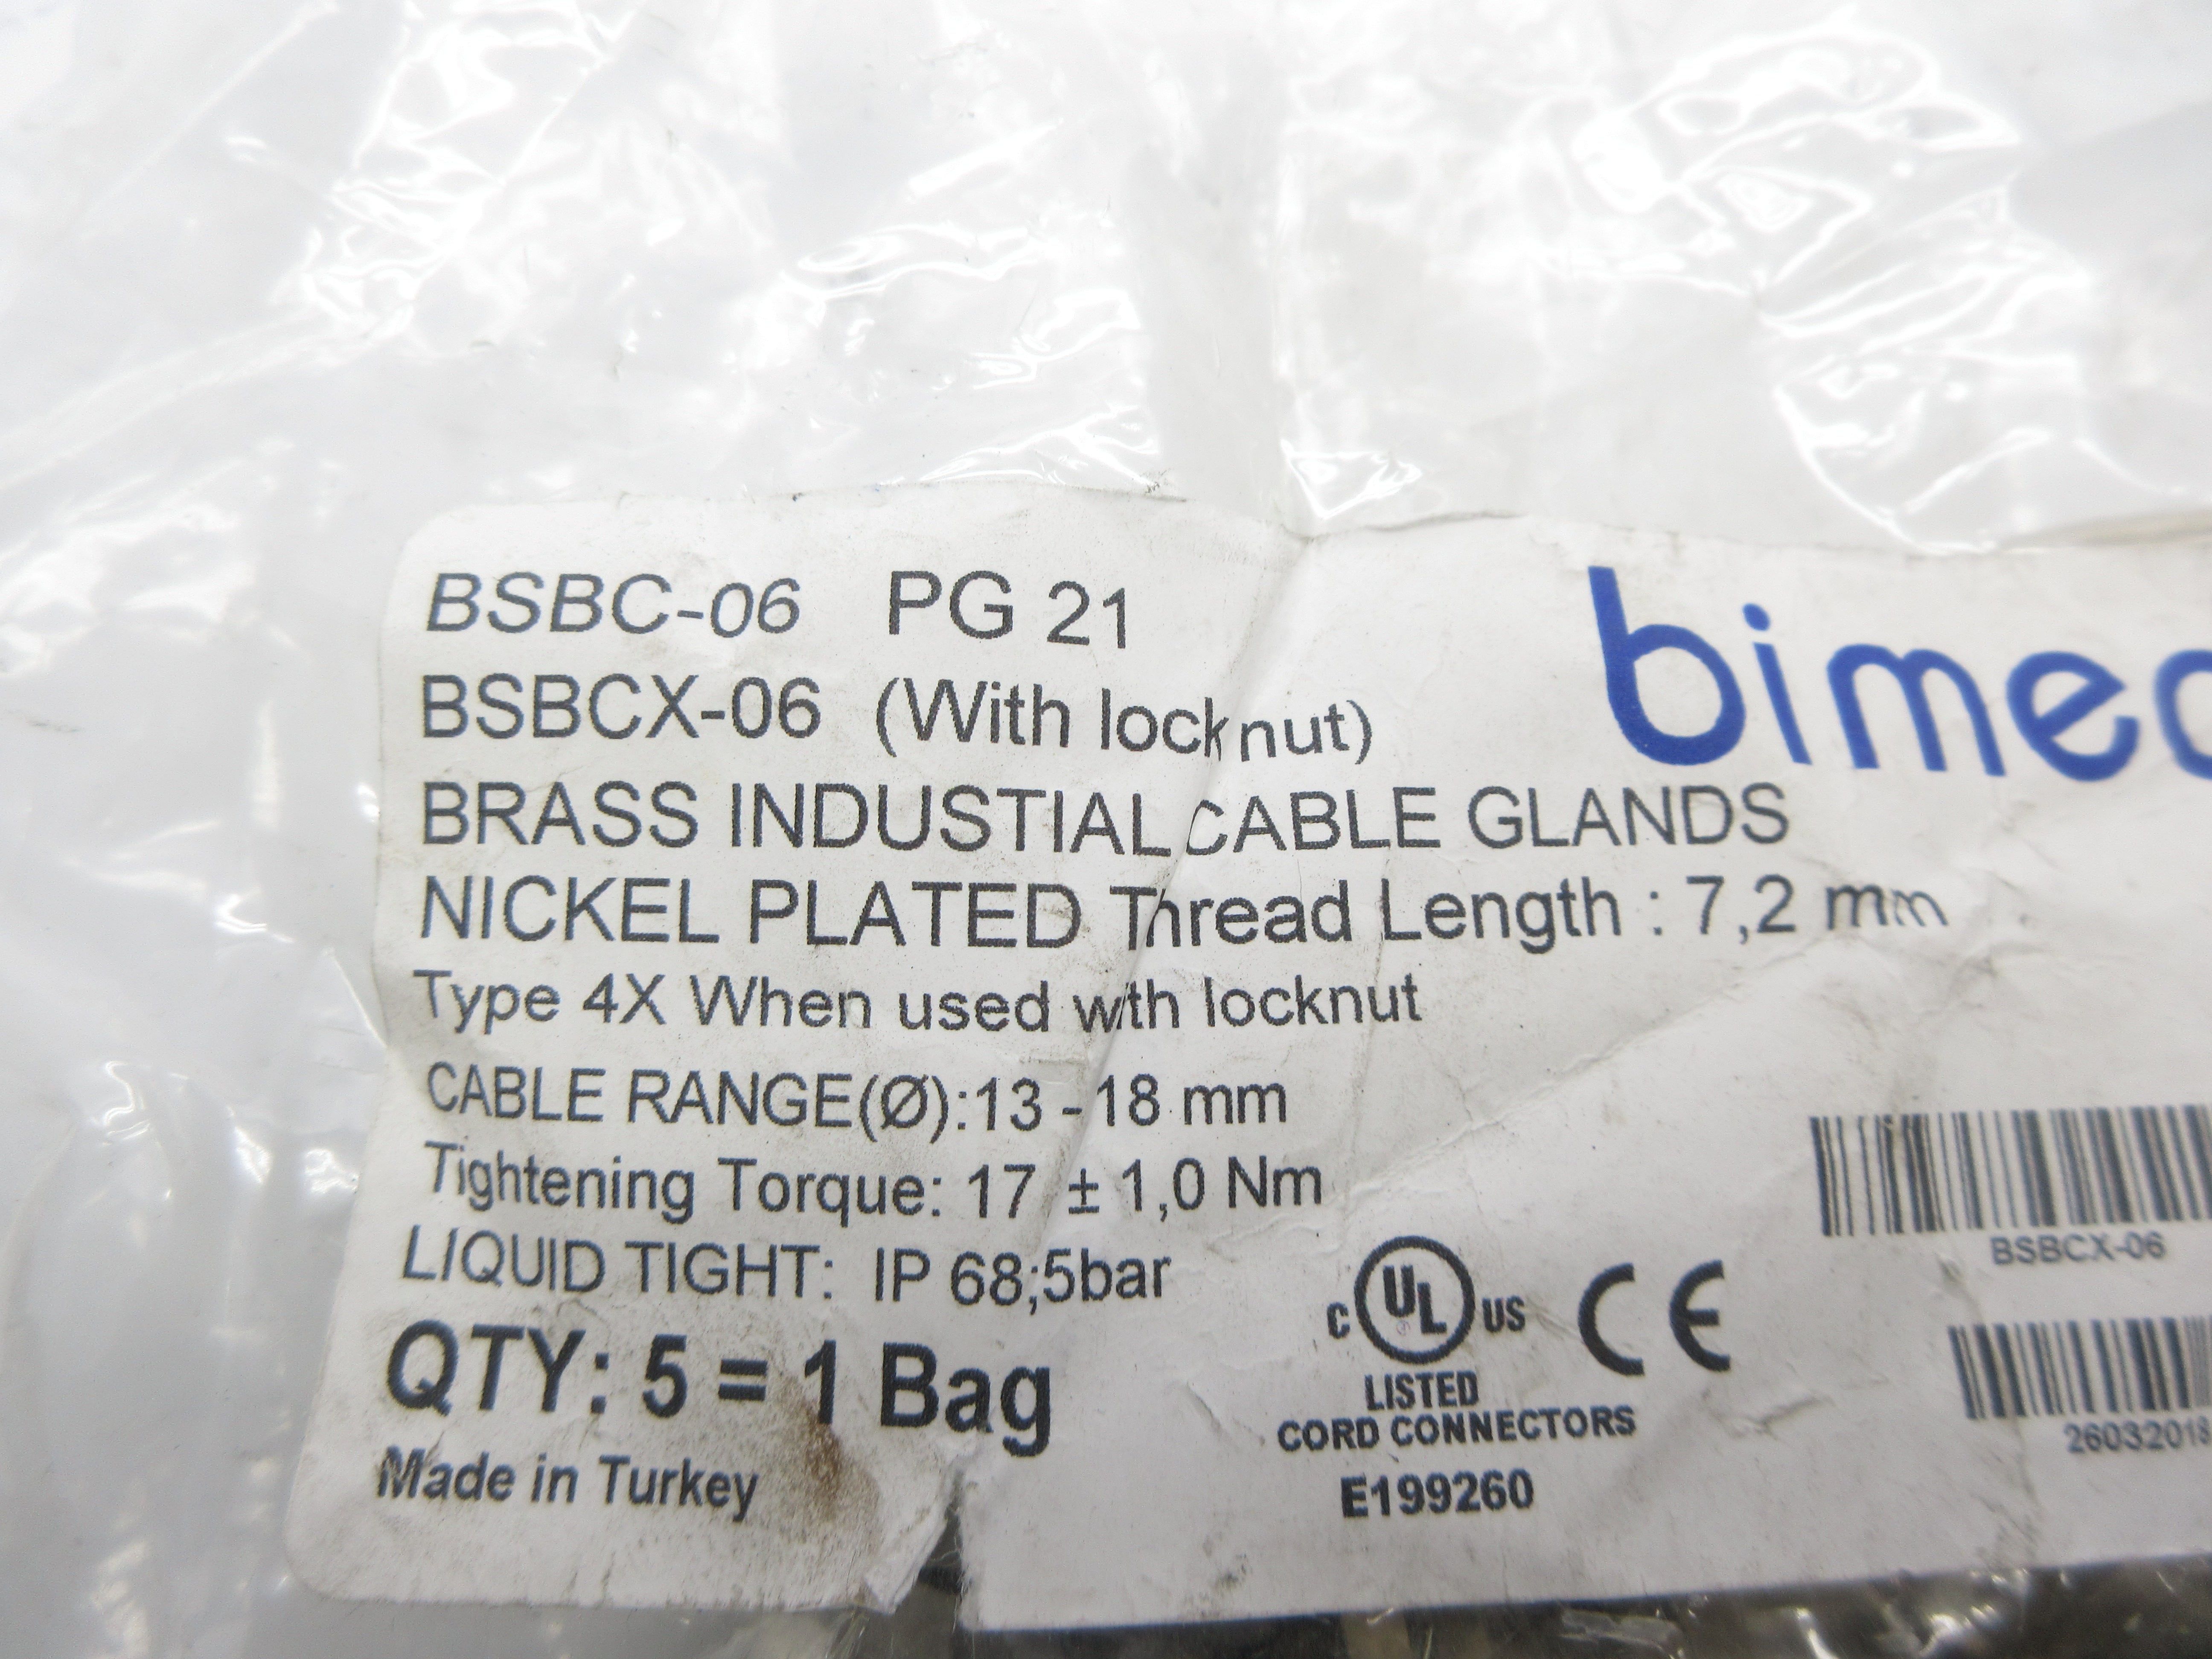 BSBC-06 PG 21
BSBCX-06 (With locknut)
bimed
BRASS INDUSTIAL CABLE GLANDS
NICKEL PLATED Thread Length : 7,2 mm
Type 4X When used wth locknut
CABLE RANGE(Ø):13 - 18 mm
Tightening Torque: 17 ± 1,0 Nm
LIQUID TIGHT: IP 68;5bar
QTY: 5 = 1 Bag
Made in Turkey
C UL US CE
LISTED
CORD CONNECTORS
E199260
BSBCX-06
26032018